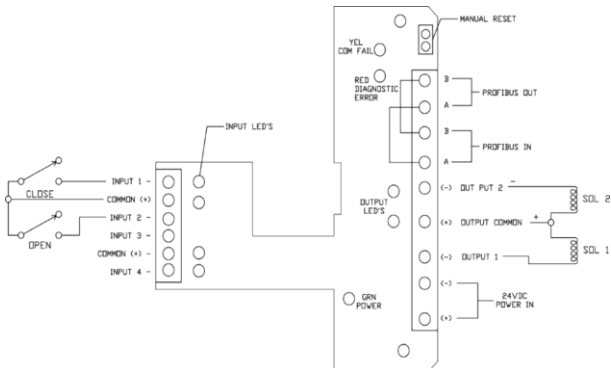 MANUAL RESET
YEL
COM FAIL
RED
DIAGNOSTIC
ERROR
B
A
PROFIBUS OUT
B
A
PROFIBUS IN
INPUT LED'S
CLOSE
OPEN
INPUT 1 -
COMMON (+)
INPUT 2 -
INPUT 3 -
COMMON (+) -
INPUT 4 -
OUTPUT
LED'S
(-) OUTPUT 2 -
(+) OUTPUT COMMON +
(-) OUTPUT 1
SOL 2
SOL 1
(-)
(+)
24VDC
POWER IN
GRN
POWER